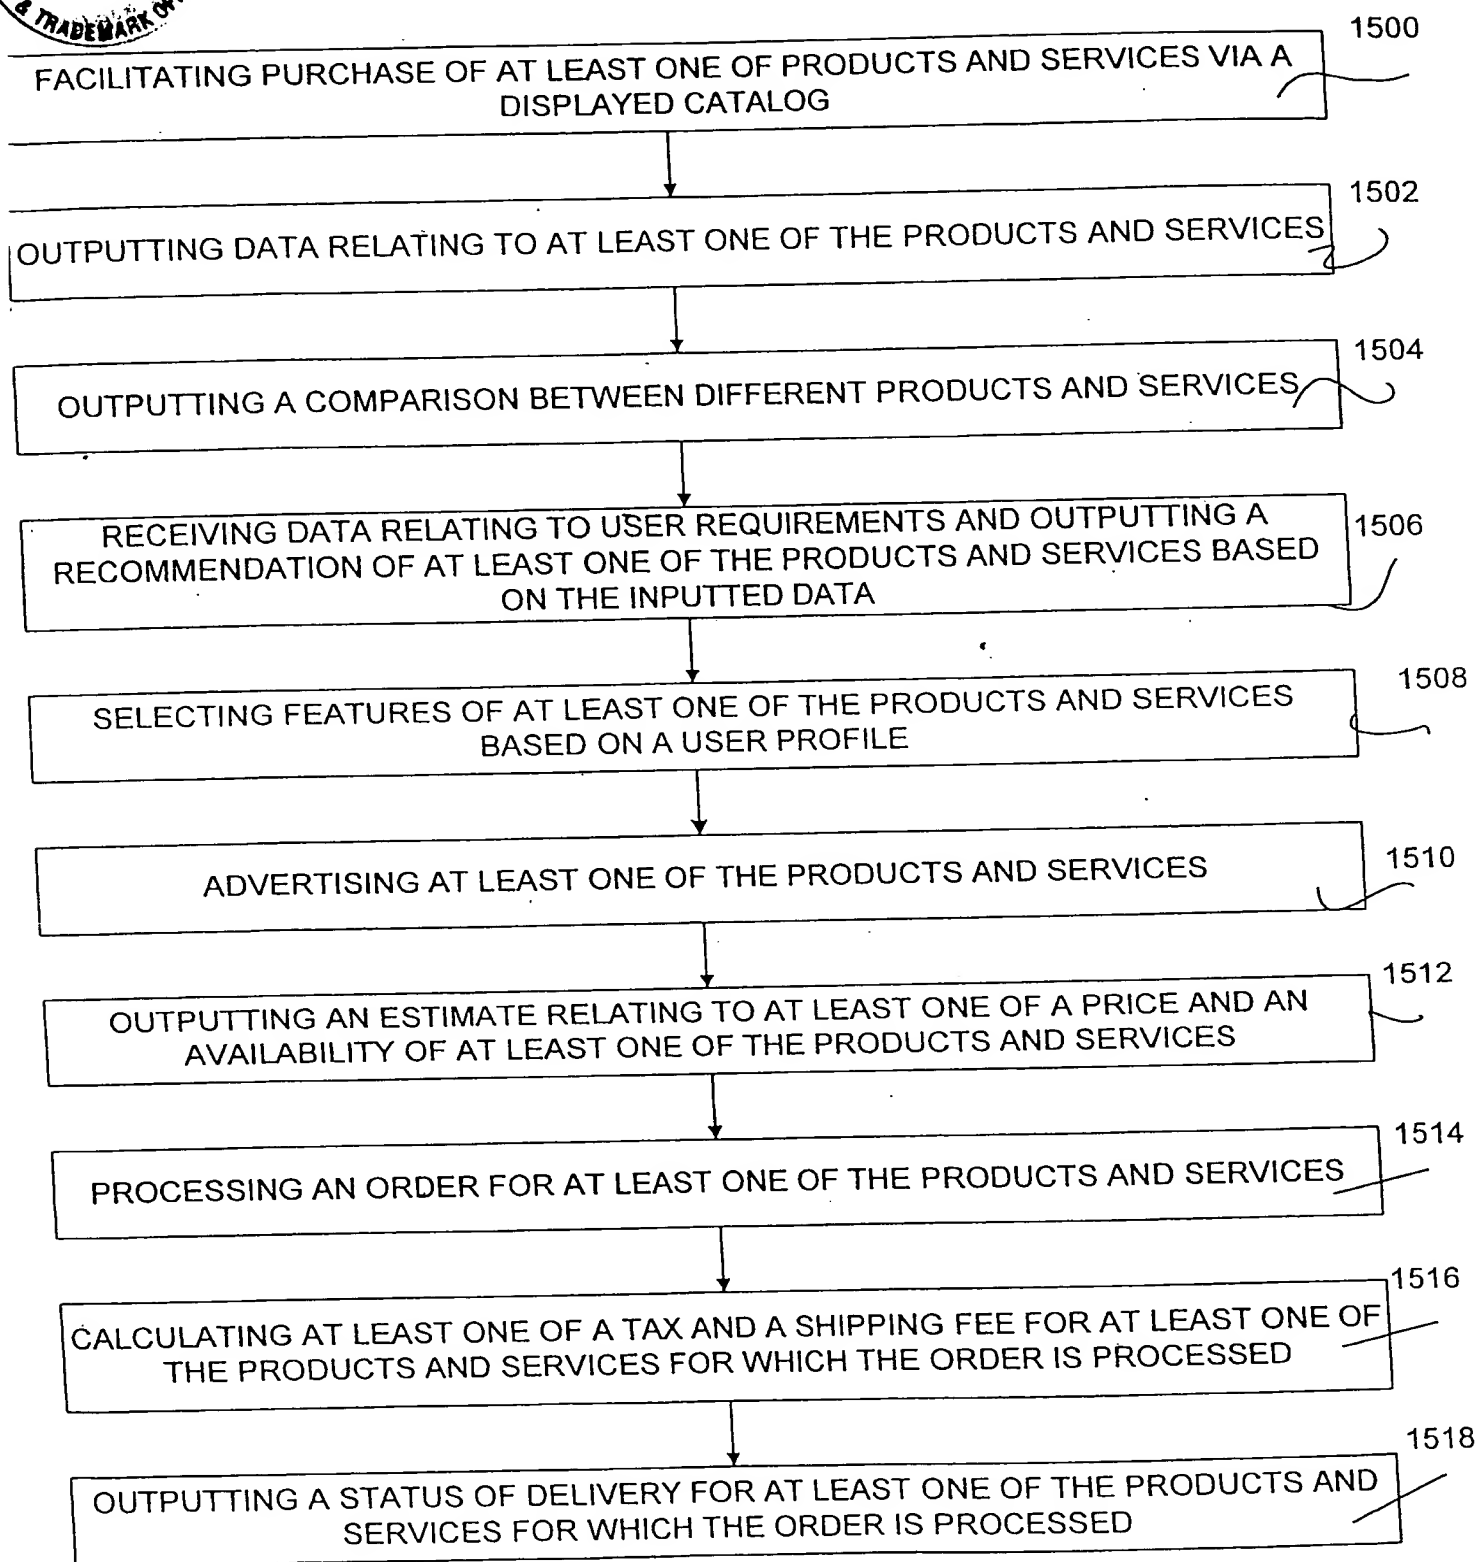 & TRADEMARK
1500
FACILITATING PURCHASE OF AT LEAST ONE OF PRODUCTS AND SERVICES VIA A
DISPLAYED CATALOG
1502
OUTPUTTING DATA RELATING TO AT LEAST ONE OF THE PRODUCTS AND SERVICES
1504
OUTPUTTING A COMPARISON BETWEEN DIFFERENT PRODUCTS AND SERVICES
1506
RECEIVING DATA RELATING TO USER REQUIREMENTS AND OUTPUTTING A
RECOMMENDATION OF AT LEAST ONE OF THE PRODUCTS AND SERVICES BASED
ON THE INPUTTED DATA
1508
SELECTING FEATURES OF AT LEAST ONE OF THE PRODUCTS AND SERVICES
BASED ON A USER PROFILE
1510
ADVERTISING AT LEAST ONE OF THE PRODUCTS AND SERVICES
1512
OUTPUTTING AN ESTIMATE RELATING TO AT LEAST ONE OF A PRICE AND AN
AVAILABILITY OF AT LEAST ONE OF THE PRODUCTS AND SERVICES
1514
PROCESSING AN ORDER FOR AT LEAST ONE OF THE PRODUCTS AND SERVICES
1516
CALCULATING AT LEAST ONE OF A TAX AND A SHIPPING FEE FOR AT LEAST ONE OF
THE PRODUCTS AND SERVICES FOR WHICH THE ORDER IS PROCESSED
1518
OUTPUTTING A STATUS OF DELIVERY FOR AT LEAST ONE OF THE PRODUCTS AND
SERVICES FOR WHICH THE ORDER IS PROCESSED